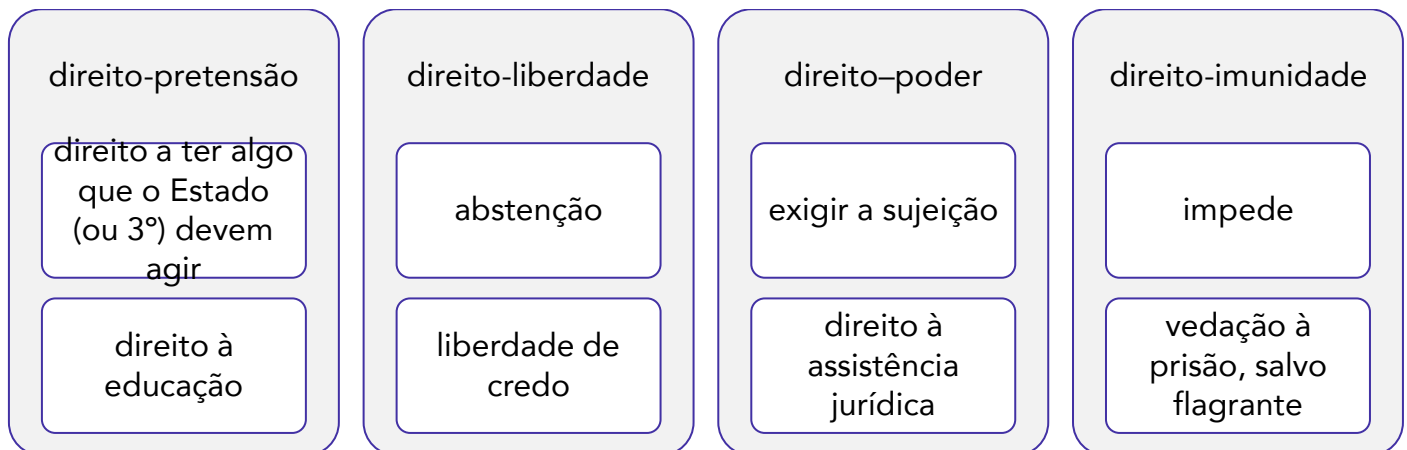 direito-pretensão
direito a ter algo
que o Estado
(ou 3º) devem
agir
direito à
educação
direito-liberdade
abstenção
liberdade de
credo
direito–poder
exigir a sujeição
direito à
assistência
jurídica
direito-imunidade
impede
vedação à
prisão, salvo
flagrante